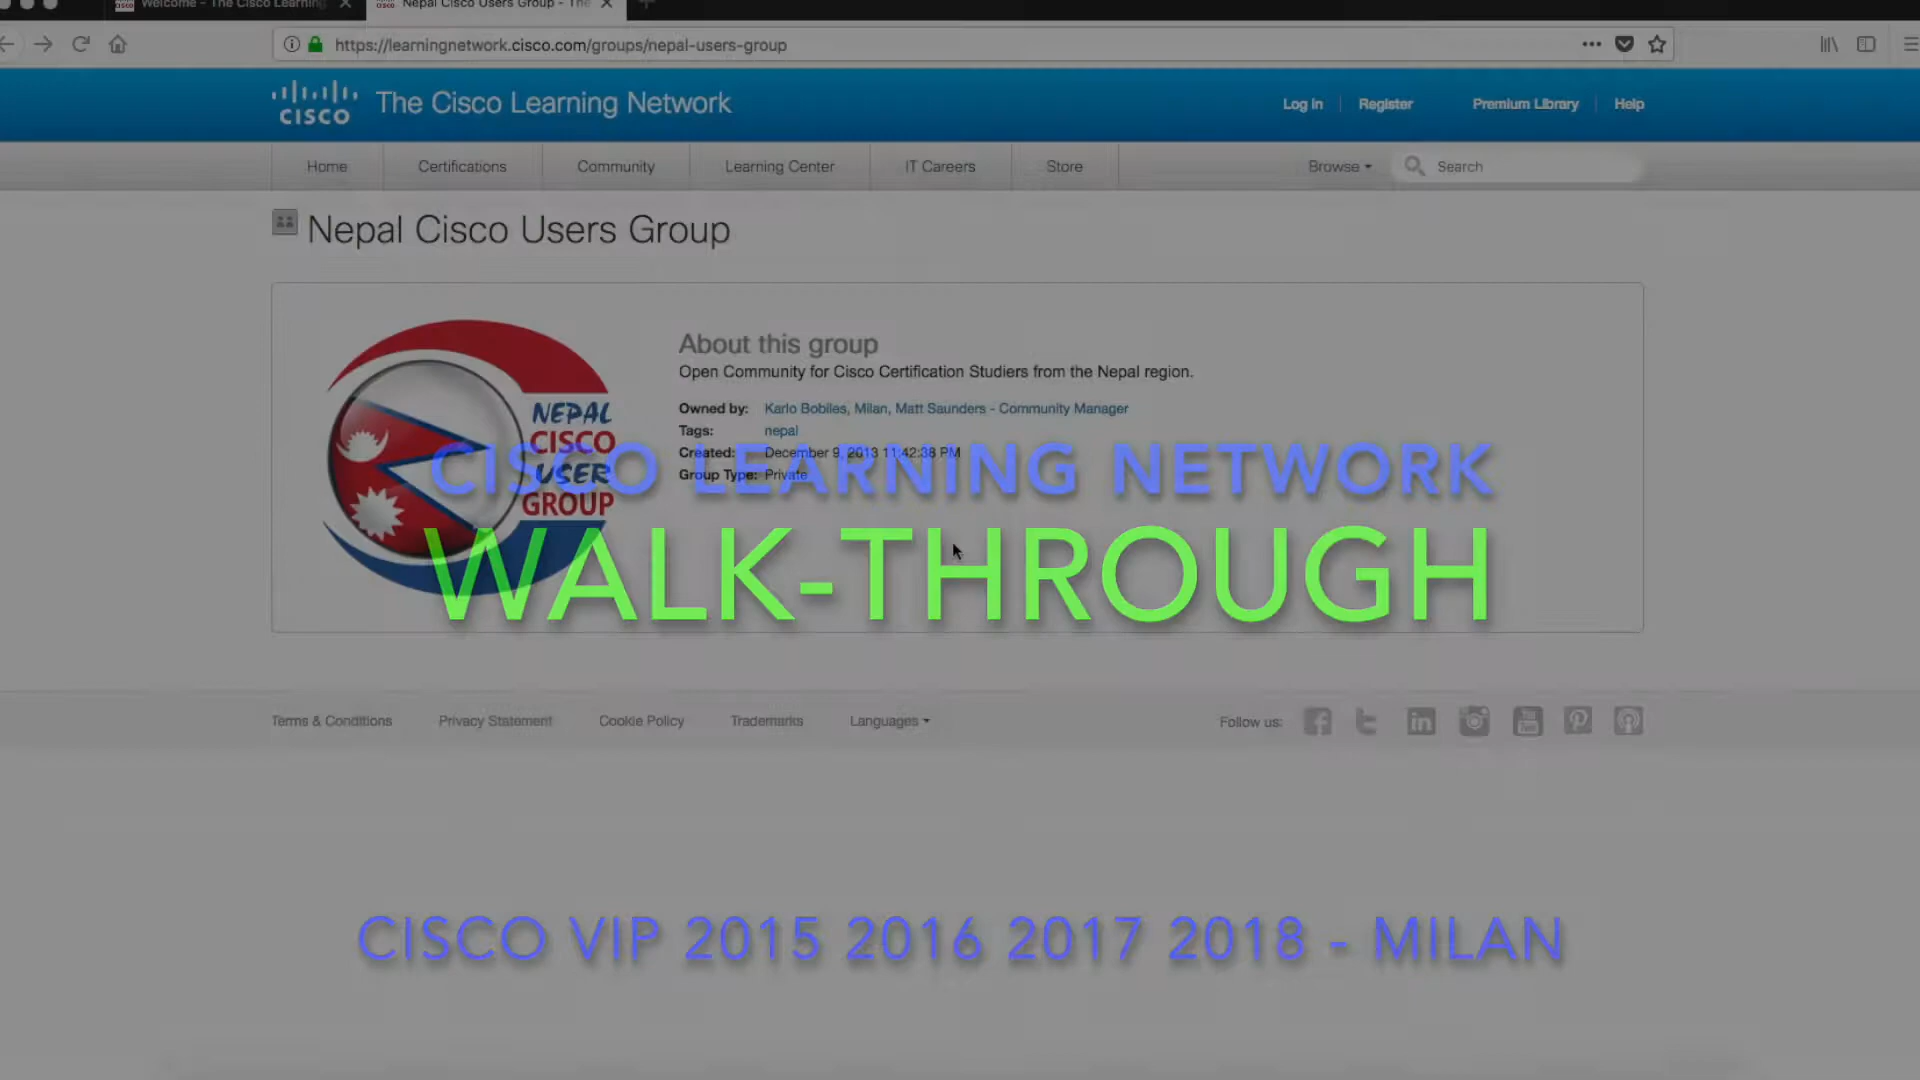 Welcome - The Cisco Learning
Nepal Cisco Users Group - The
https://learningnetwork.cisco.com/groups/nepal-users-group
CISCO The Cisco Learning Network
Log in Register Premium Library Help
Home Certifications Community Learning Center IT Careers Store Browse Search
Nepal Cisco Users Group
NEPAL
CISCO
USER
GROUP
About this group
Open Community for Cisco Certification Studiers from the Nepal region.
Owned by: Karlo Bobiles, Milan, Matt Saunders - Community Manager
Tags: nepal
Created: December 9, 2013 11:42:38 PM
Group Type: Private
CISCO LEARNING NETWORK
WALK-THROUGH
Terms & Conditions Privacy Statement Cookie Policy Trademarks Languages Follow us:
CISCO VIP 2015 2016 2017 2018 - MILAN